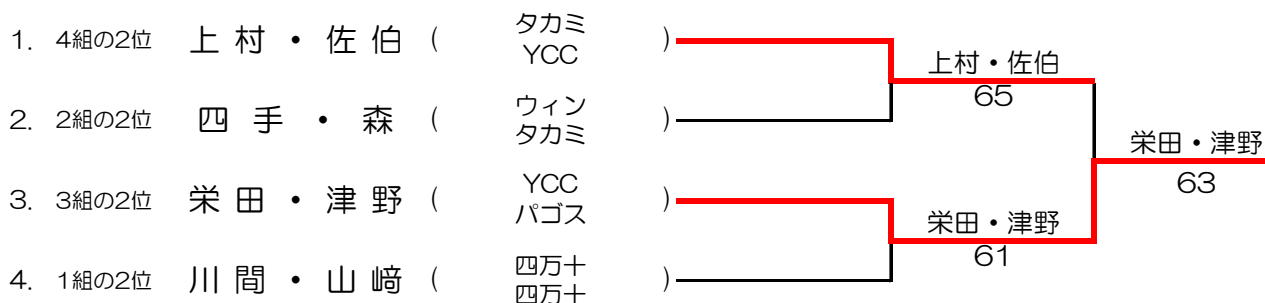 1. 4組の2位 上村・佐伯 ( タカミ YCC )
上村・佐伯
65
2. 2組の2位 四手・森 ( ウィン タカミ )
栄田・津野
63
3. 3組の2位 栄田・津野 ( YCC パゴス )
栄田・津野
61
4. 1組の2位 川間・山﨑 ( 四万十 四万十 )